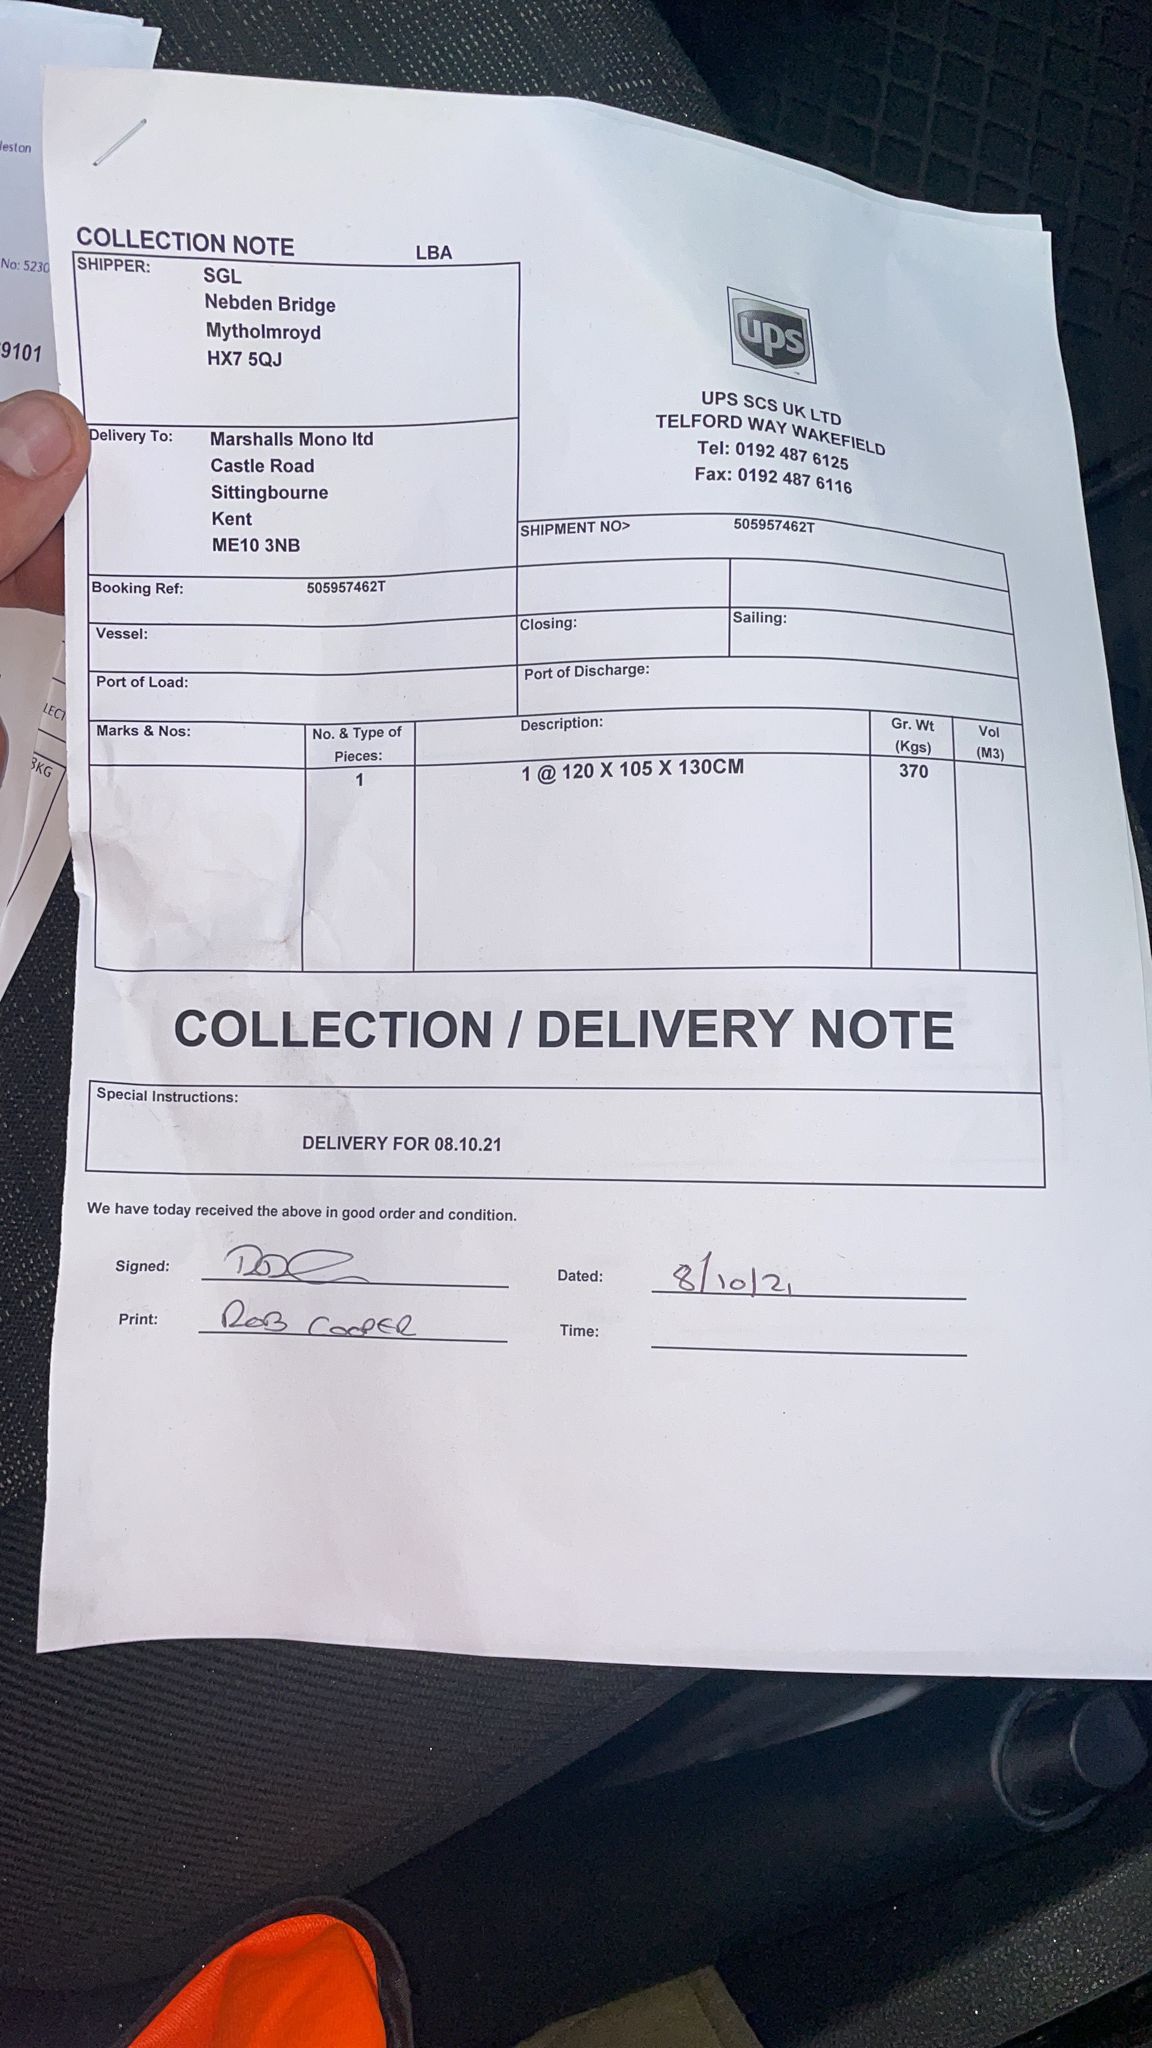 leston
No: 5230
9101
LECT
3KG
COLLECTION NOTE LBA
SHIPPER: SGL
Nebden Bridge
Mytholmroyd
HX7 5QJ
ups
UPS SCS UK LTD
TELFORD WAY WAKEFIELD
Tel: 0192 487 6125
Fax: 0192 487 6116
Delivery To: Marshalls Mono ltd
Castle Road
Sittingbourne
Kent
ME10 3NB
SHIPMENT NO> 505957462T
Booking Ref: 505957462T
Vessel: Closing: Sailing:
Port of Load: Port of Discharge:
Marks & Nos: No. & Type of Pieces: Description: Gr. Wt (Kgs) Vol (M3)
1 1 @ 120 X 105 X 130CM 370
COLLECTION / DELIVERY NOTE
Special Instructions:
DELIVERY FOR 08.10.21
We have today received the above in good order and condition.
Signed: Dated: 8/10/21
Print: ROB COOPER Time: